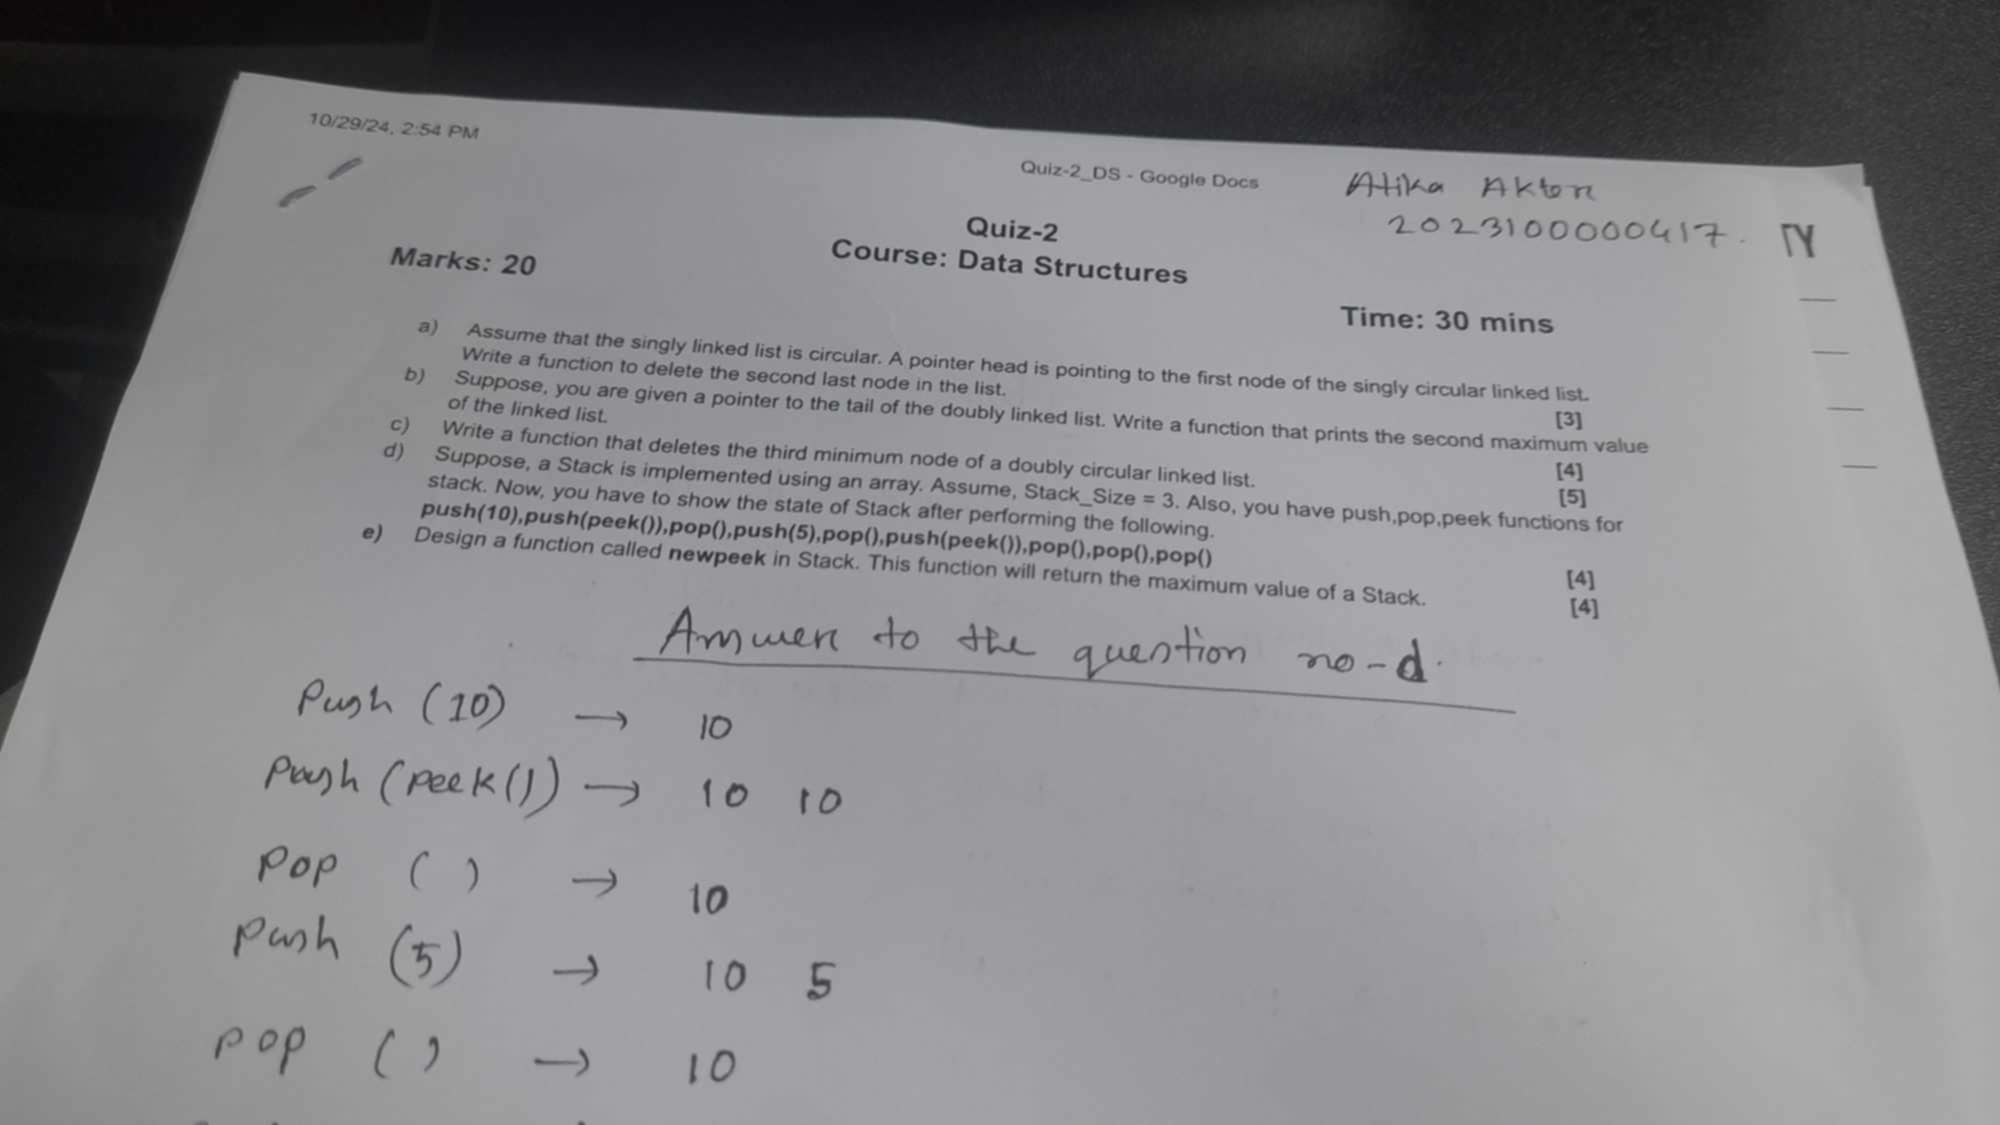 10/29/24, 2:54 PM
Quiz-2_DS - Google Docs
Atika Akter
2023100000417.
Quiz-2
Marks: 20
Course: Data Structures
Time: 30 mins
a) Assume that the singly linked list is circular. A pointer head is pointing to the first node of the singly circular linked list.
Write a function to delete the second last node in the list. [3]
b) Suppose, you are given a pointer to the tail of the doubly linked list. Write a function that prints the second maximum value
of the linked list. [4]
c) Write a function that deletes the third minimum node of a doubly circular linked list. [5]
d) Suppose, a Stack is implemented using an array. Assume, Stack_Size = 3. Also, you have push,pop,peek functions for
stack. Now, you have to show the state of Stack after performing the following.
push(10),push(peek()),pop(),push(5),pop(),push(peek()),pop(),pop(),pop() [4]
e) Design a function called newpeek in Stack. This function will return the maximum value of a Stack. [4]
Answer to the question no-d.
Push (10) → 10
Push (peek()) → 10 10
POP ( ) → 10
Push (5) → 10 5
POP ( ) → 10